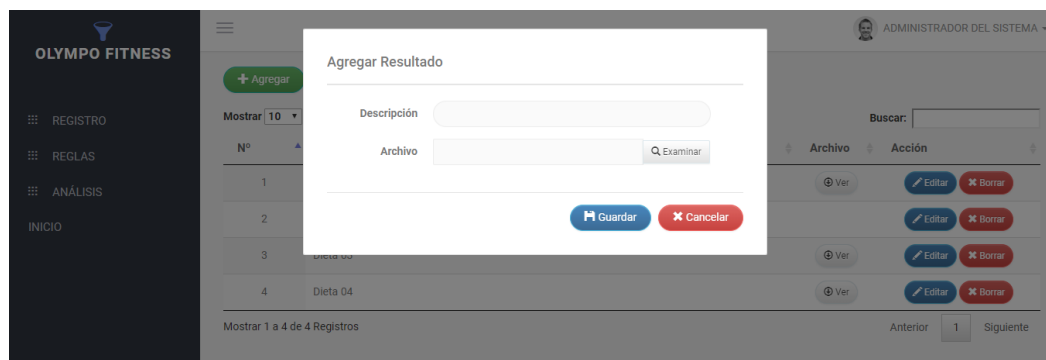 OLYMPO FITNESS
REGISTRO
REGLAS
ANÁLISIS
INICIO
ADMINISTRADOR DEL SISTEMA
Agregar
Mostrar 10
Buscar:
Nº Archivo Acción
1 Ver Editar Borrar
2 Editar Borrar
3 Dieta 03 Ver Editar Borrar
4 Dieta 04 Ver Editar Borrar
Mostrar 1 a 4 de 4 Registros
Anterior 1 Siguiente
Agregar Resultado
Descripción
Archivo Examinar
Guardar Cancelar